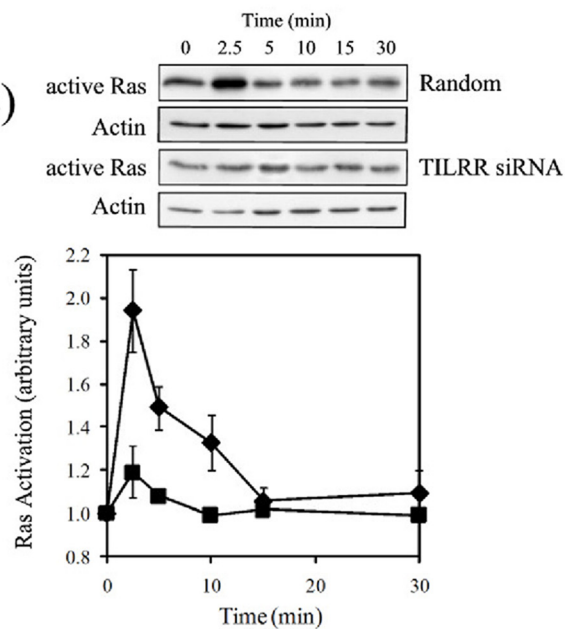 Time (min)
0 2.5 5 10 15 30
) active Ras Random
Actin
active Ras TILRR siRNA
Actin
2.2
2.0
1.8
1.6
1.4
1.2
1.0
0.8
Ras Activation (arbitrary units)
0 10 20 30
Time (min)